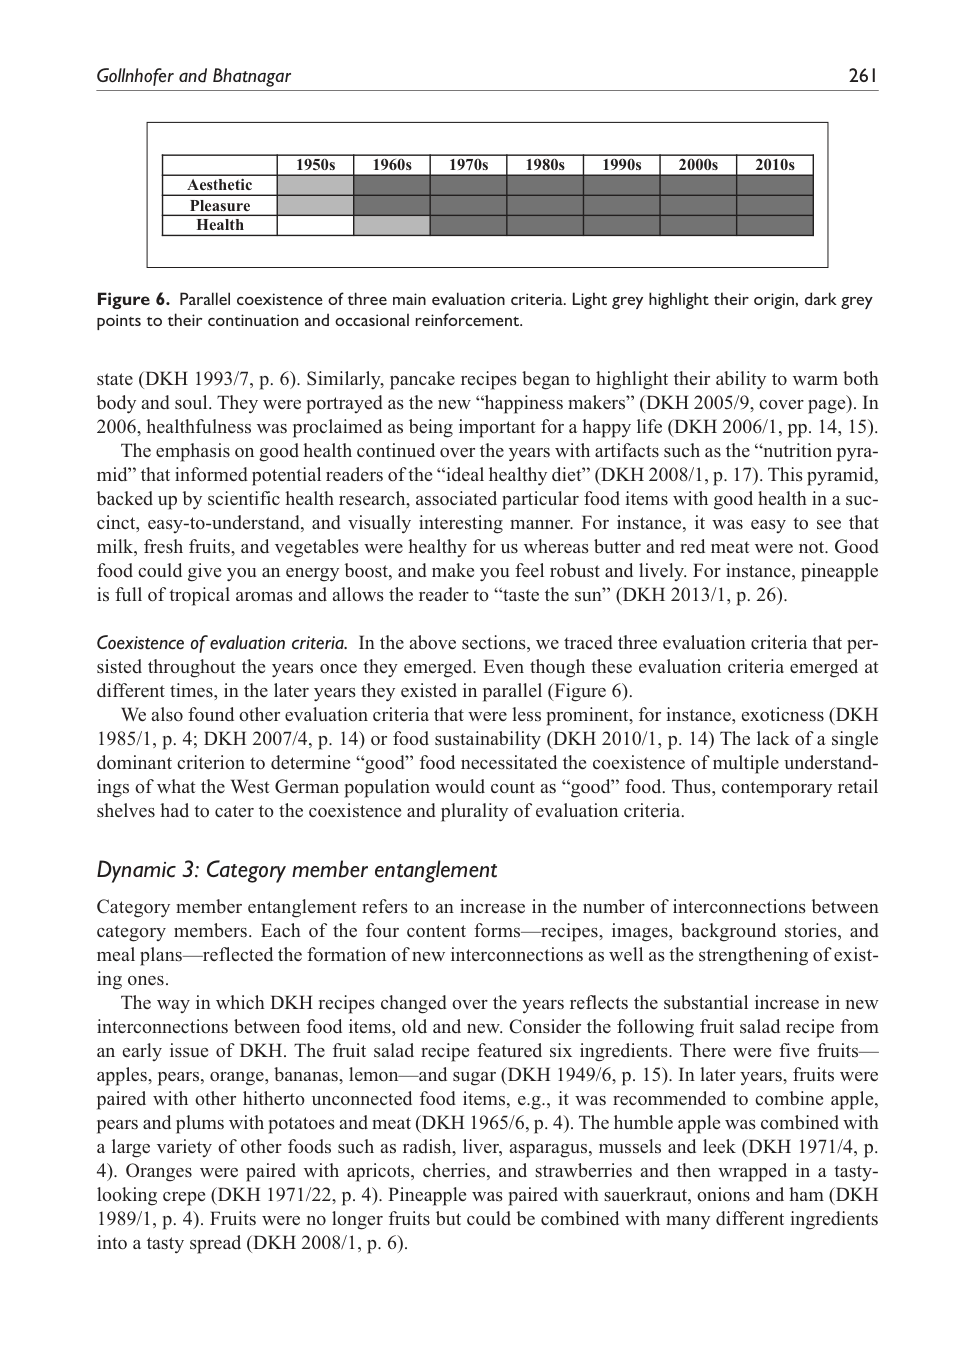 Gollnhofer and Bhatnagar 261
1950s 1960s 1970s 1980s 1990s 2000s 2010s
Aesthetic
Pleasure
Health
Figure 6. Parallel coexistence of three main evaluation criteria. Light grey highlight their origin, dark grey
points to their continuation and occasional reinforcement.
state (DKH 1993/7, p. 6). Similarly, pancake recipes began to highlight their ability to warm both
body and soul. They were portrayed as the new “happiness makers” (DKH 2005/9, cover page). In
2006, healthfulness was proclaimed as being important for a happy life (DKH 2006/1, pp. 14, 15).
The emphasis on good health continued over the years with artifacts such as the “nutrition pyra-
mid” that informed potential readers of the “ideal healthy diet” (DKH 2008/1, p. 17). This pyramid,
backed up by scientific health research, associated particular food items with good health in a suc-
cinct, easy-to-understand, and visually interesting manner. For instance, it was easy to see that
milk, fresh fruits, and vegetables were healthy for us whereas butter and red meat were not. Good
food could give you an energy boost, and make you feel robust and lively. For instance, pineapple
is full of tropical aromas and allows the reader to “taste the sun” (DKH 2013/1, p. 26).
Coexistence of evaluation criteria. In the above sections, we traced three evaluation criteria that per-
sisted throughout the years once they emerged. Even though these evaluation criteria emerged at
different times, in the later years they existed in parallel (Figure 6).
We also found other evaluation criteria that were less prominent, for instance, exoticness (DKH
1985/1, p. 4; DKH 2007/4, p. 14) or food sustainability (DKH 2010/1, p. 14) The lack of a single
dominant criterion to determine “good” food necessitated the coexistence of multiple understand-
ings of what the West German population would count as “good” food. Thus, contemporary retail
shelves had to cater to the coexistence and plurality of evaluation criteria.
Dynamic 3: Category member entanglement
Category member entanglement refers to an increase in the number of interconnections between
category members. Each of the four content forms—recipes, images, background stories, and
meal plans—reflected the formation of new interconnections as well as the strengthening of exist-
ing ones.
The way in which DKH recipes changed over the years reflects the substantial increase in new
interconnections between food items, old and new. Consider the following fruit salad recipe from
an early issue of DKH. The fruit salad recipe featured six ingredients. There were five fruits—
apples, pears, orange, bananas, lemon—and sugar (DKH 1949/6, p. 15). In later years, fruits were
paired with other hitherto unconnected food items, e.g., it was recommended to combine apple,
pears and plums with potatoes and meat (DKH 1965/6, p. 4). The humble apple was combined with
a large variety of other foods such as radish, liver, asparagus, mussels and leek (DKH 1971/4, p.
4). Oranges were paired with apricots, cherries, and strawberries and then wrapped in a tasty-
looking crepe (DKH 1971/22, p. 4). Pineapple was paired with sauerkraut, onions and ham (DKH
1989/1, p. 4). Fruits were no longer fruits but could be combined with many different ingredients
into a tasty spread (DKH 2008/1, p. 6).